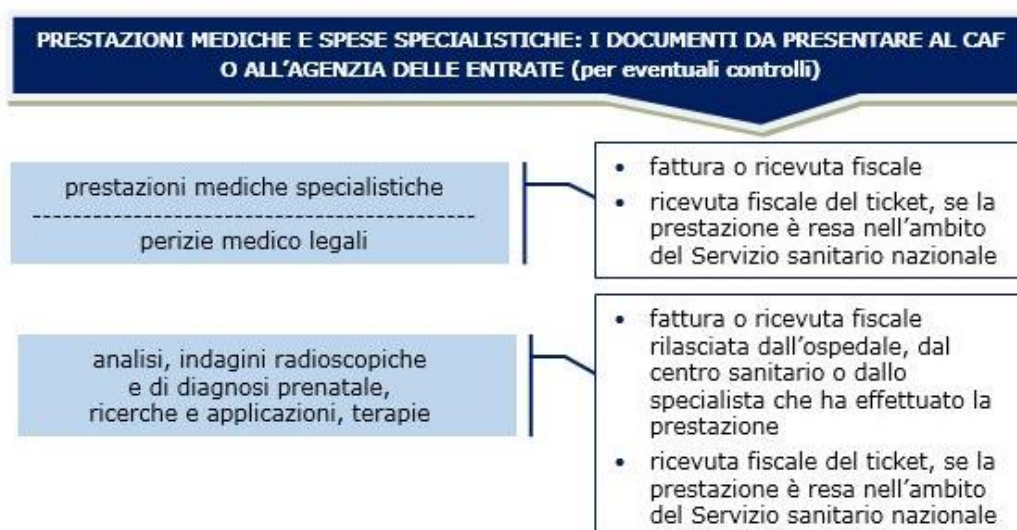 PRESTAZIONI MEDICHE E SPESE SPECIALISTICHE: I DOCUMENTI DA PRESENTARE AL CAF
O ALL'AGENZIA DELLE ENTRATE (per eventuali controlli)
prestazioni mediche specialistiche
-------------------------------------------
perizie medico legali
• fattura o ricevuta fiscale
• ricevuta fiscale del ticket, se la
prestazione è resa nell'ambito
del Servizio sanitario nazionale
analisi, indagini radioscopiche
e di diagnosi prenatale,
ricerche e applicazioni, terapie
• fattura o ricevuta fiscale
rilasciata dall'ospedale, dal
centro sanitario o dallo
specialista che ha effettuato la
prestazione
• ricevuta fiscale del ticket, se la
prestazione è resa nell'ambito
del Servizio sanitario nazionale